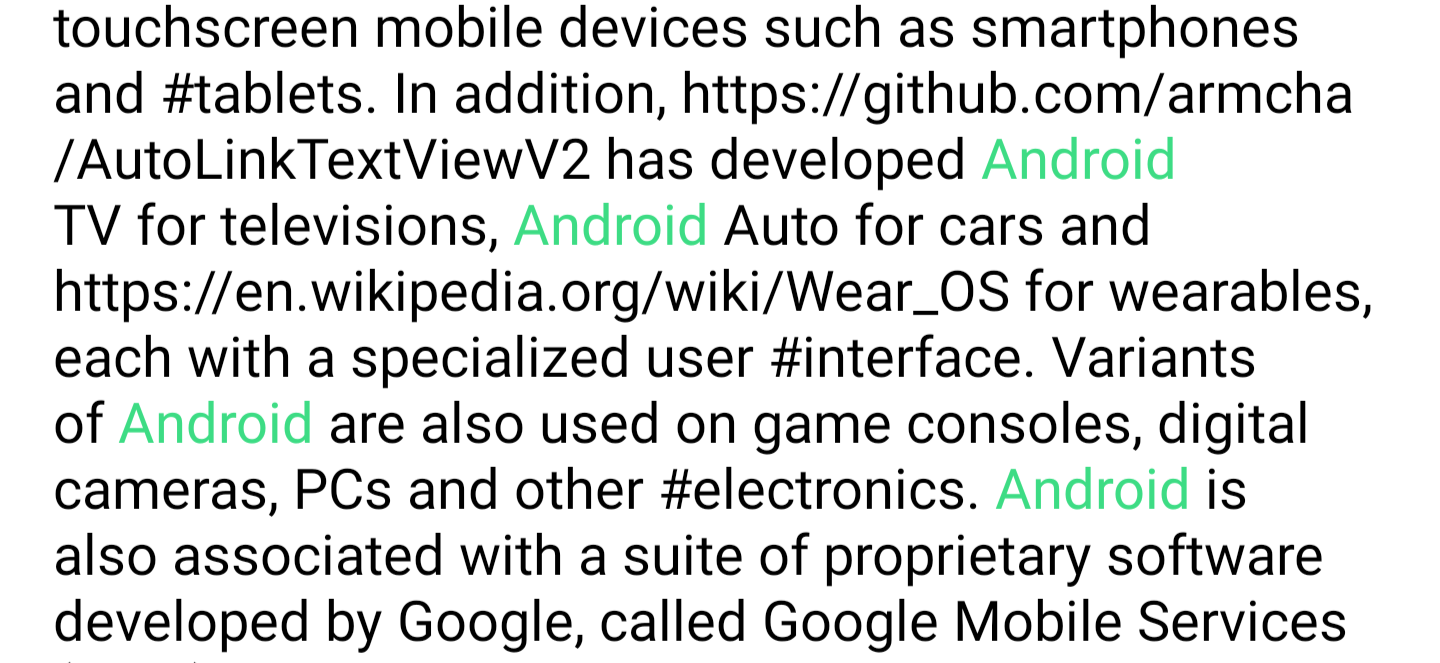 touchscreen mobile devices such as smartphones
and #tablets. In addition, https://github.com/armcha
/AutoLinkTextViewV2 has developed Android
TV for televisions, Android Auto for cars and
https://en.wikipedia.org/wiki/Wear_OS for wearables,
each with a specialized user #interface. Variants
of Android are also used on game consoles, digital
cameras, PCs and other #electronics. Android is
also associated with a suite of proprietary software
developed by Google, called Google Mobile Services